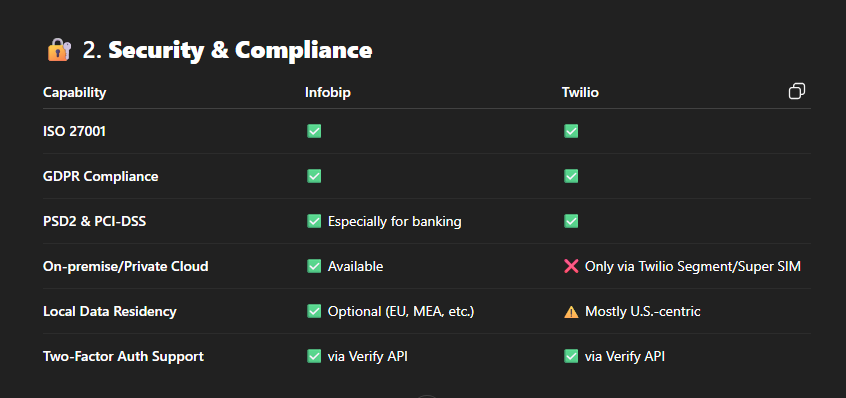 🔐 2. Security & Compliance
Capability Infobip Twilio
ISO 27001 ✅ ✅
GDPR Compliance ✅ ✅
PSD2 & PCI-DSS ✅ Especially for banking ✅
On-premise/Private Cloud ✅ Available ❌ Only via Twilio Segment/Super SIM
Local Data Residency ✅ Optional (EU, MEA, etc.) ⚠️ Mostly U.S.-centric
Two-Factor Auth Support ✅ via Verify API ✅ via Verify API